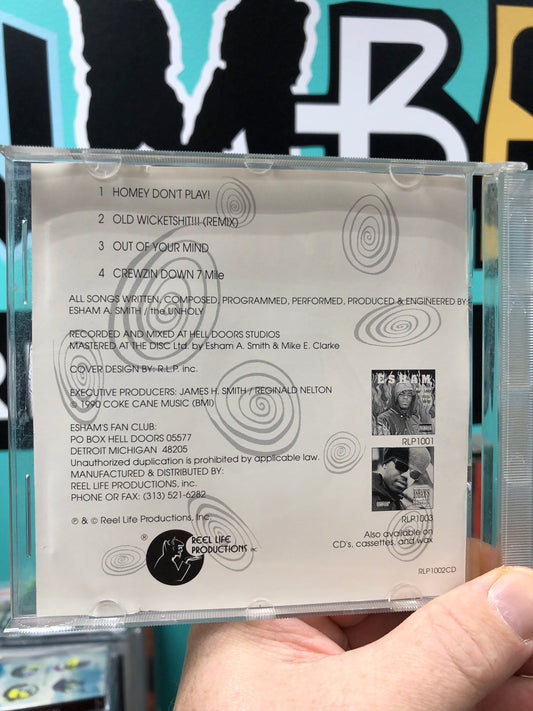 1 HOMEY DON'T PLAY!
2 OLD WICKETSHIT!!! (REMIX)
3 OUT OF YOUR MIND
4 CREWZIN DOWN 7 Mile
ALL SONGS WRITTEN, COMPOSED, PROGRAMMED, PERFORMED, PRODUCED & ENGINEERED BY
ESHAM A. SMITH / the UNHOLY
RECORDED AND MIXED AT HELL DOORS STUDIOS
MASTERED AT THE DISC Ltd. by Esham A. Smith & Mike E. Clarke
COVER DESIGN BY: R.L.P. inc.
EXECUTIVE PRODUCERS: JAMES H. SMITH / REGINALD NELTON
© 1990 COKE CANE MUSIC (BMI)
ESHAM'S FAN CLUB:
PO BOX HELL DOORS 05577
DETROIT MICHIGAN 48205
Unauthorized duplication is prohibited by applicable law.
MANUFACTURED & DISTRIBUTED BY:
REEL LIFE PRODUCTIONS, inc.
PHONE OR FAX: (313) 521-6282
℗ & © Reel Life Productions, Inc.
® REEL LIFE
PRODUCTIONS inc
ESHAM
RLP1001
RLP1003
Also available on
CD's, cassettes, and wax
RLP1002CD